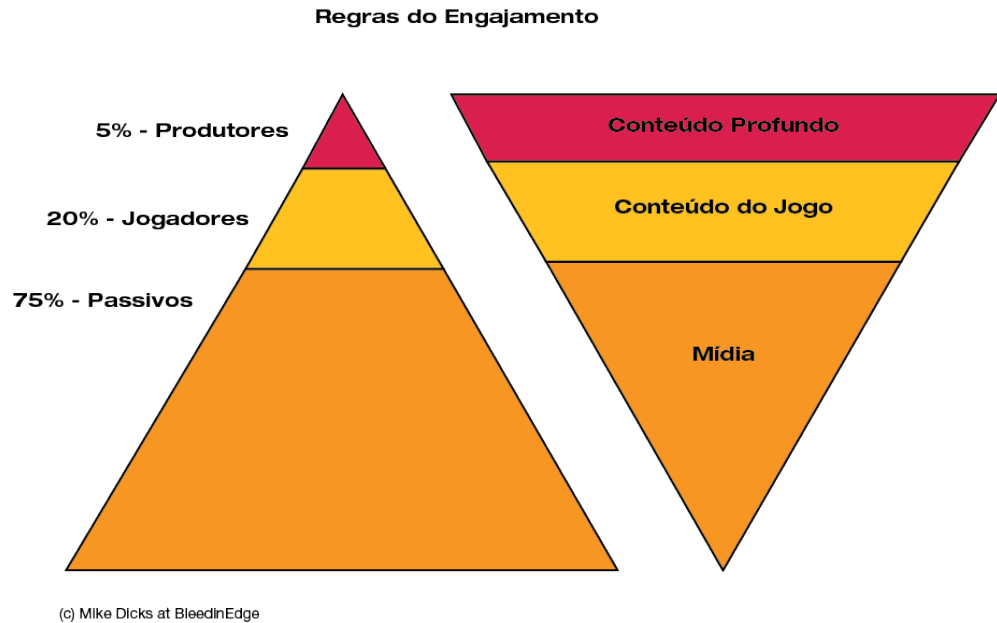 Regras do Engajamento
5% - Produtores
Conteúdo Profundo
20% - Jogadores
Conteúdo do Jogo
75% - Passivos
Mídia
(c) Mike Dicks at BleedinEdge